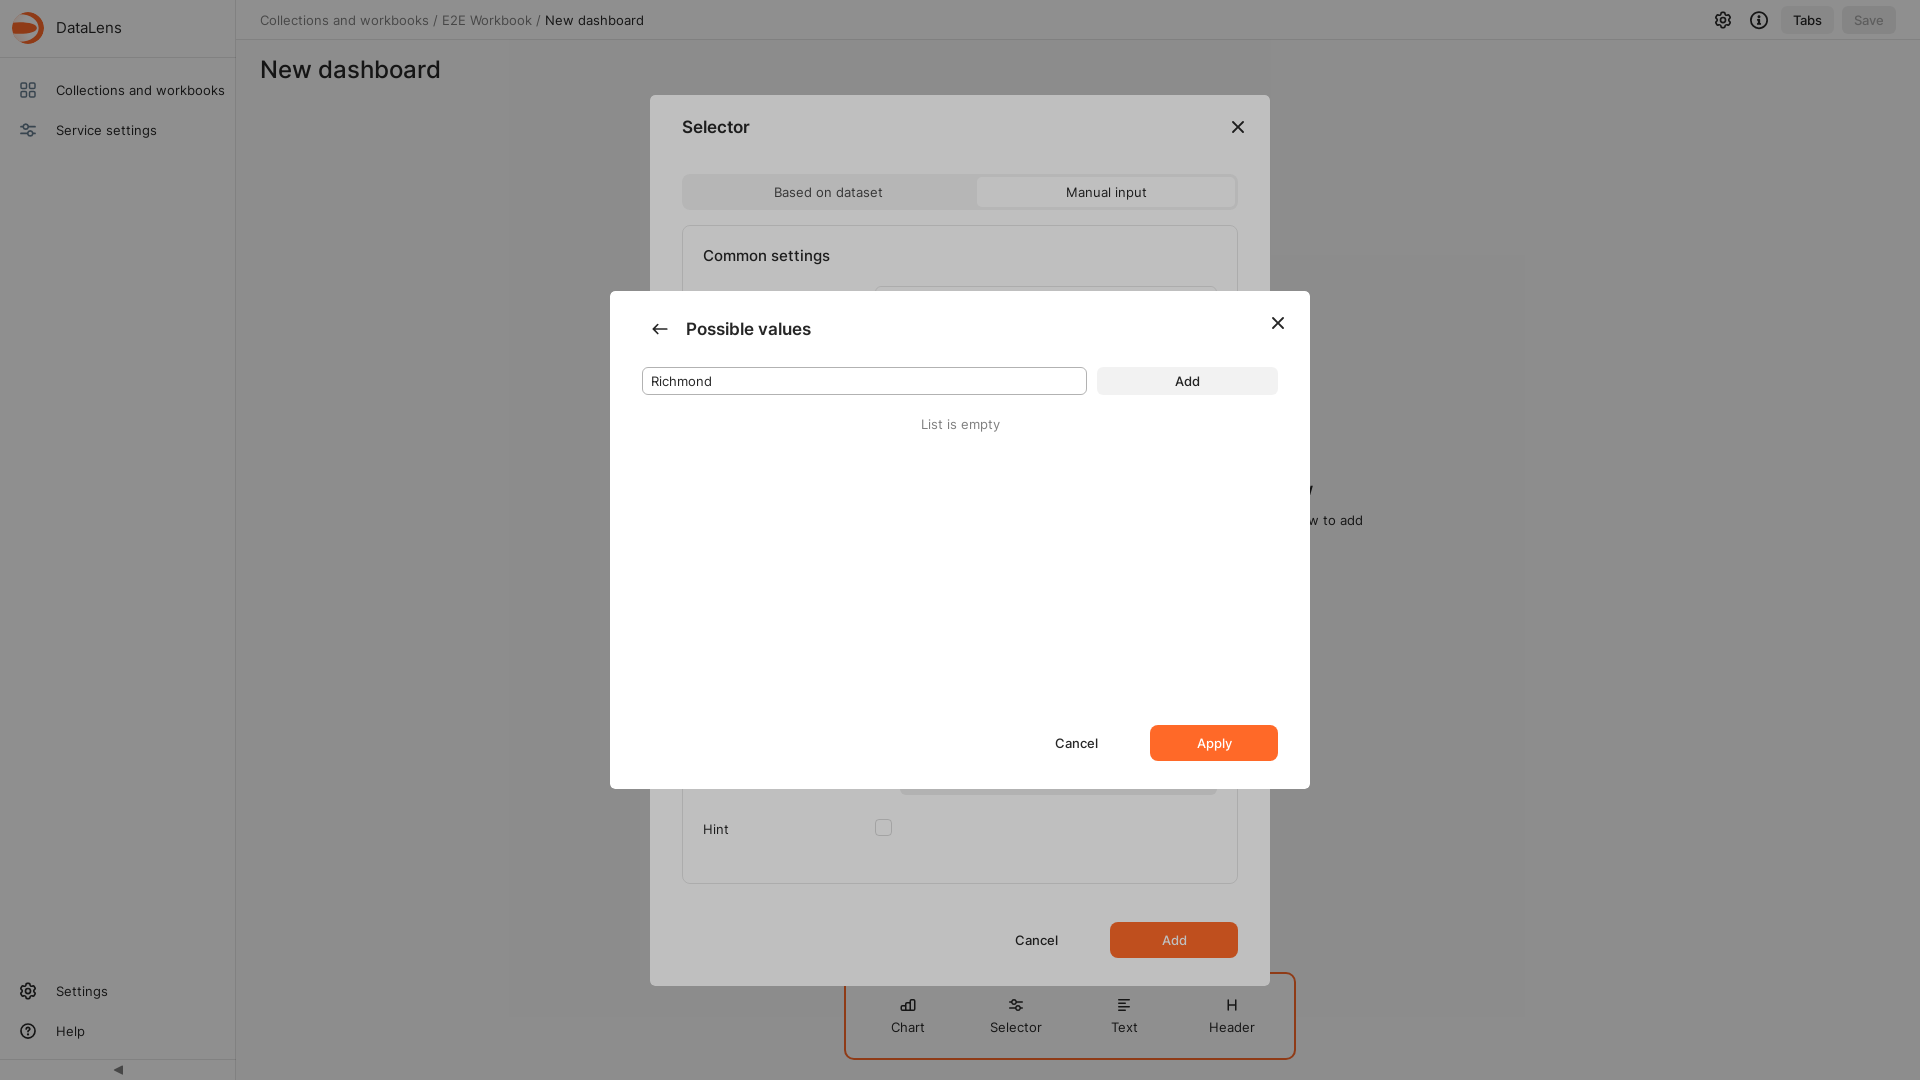 DataLens
Collections and workbooks / E2E Workbook / New dashboard
Tabs
Save
Collections and workbooks
Service settings
New dashboard
Selector
Based on dataset
Manual input
Common settings
Possible values
Richmond
Add
List is empty
to add
Cancel
Apply
Hint
Cancel
Add
Chart
Selector
Text
Header
Settings
Help